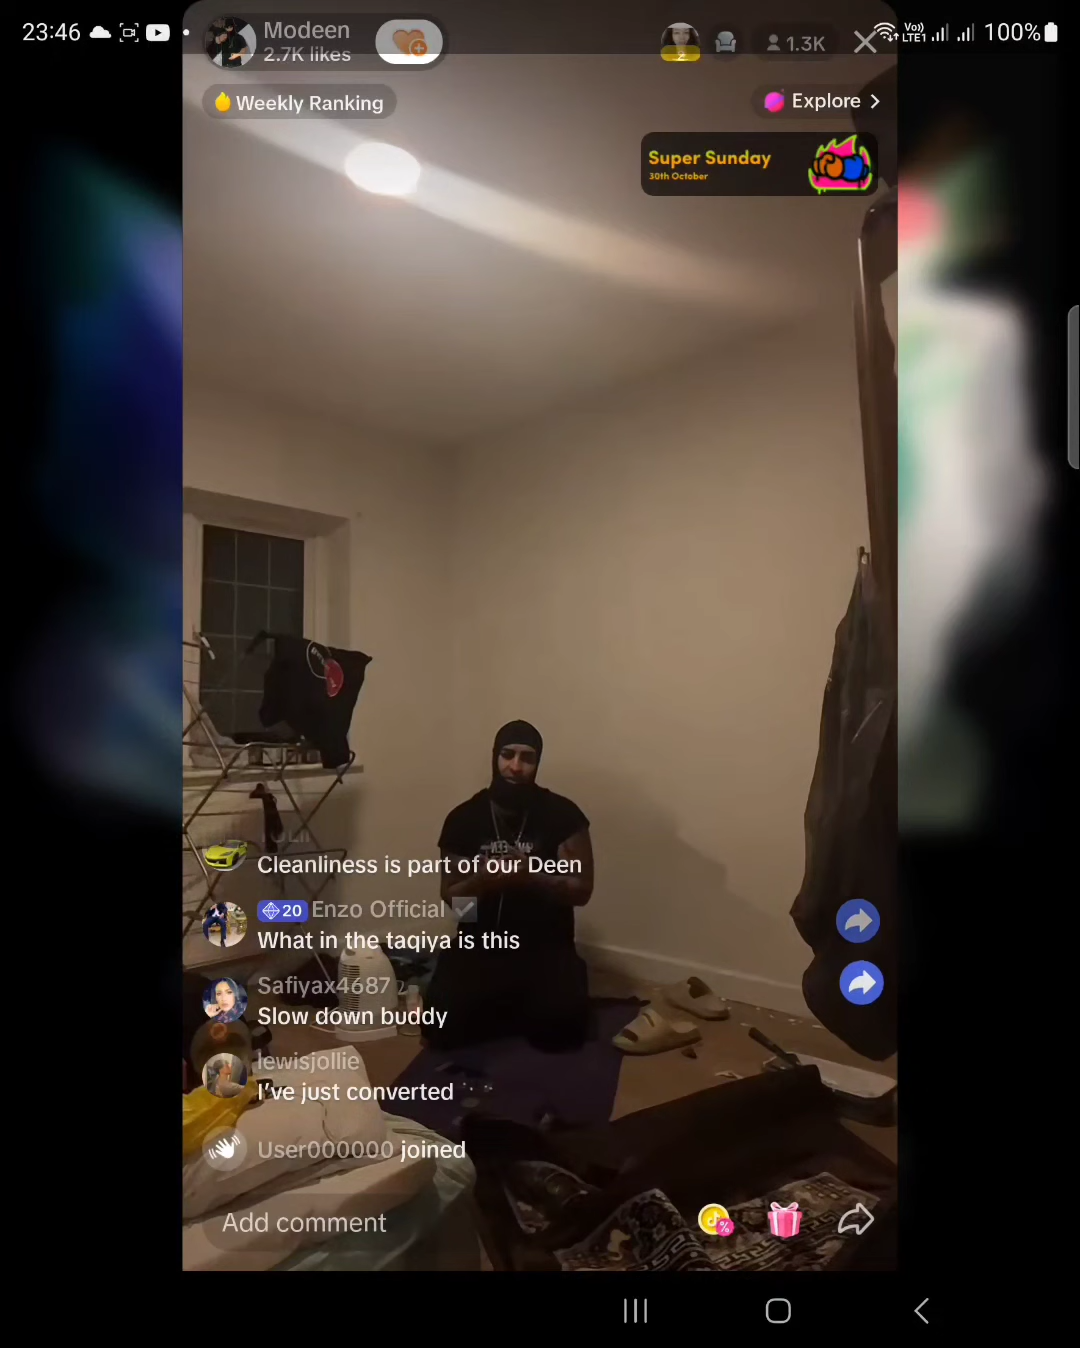 23:46
Vo))
LTE1
100%
Modeen
2.7K likes
1.3K
Weekly Ranking
Explore
Super Sunday
30th October
Cleanliness is part of our Deen
20 Enzo Official
What in the taqiya is this
Safiyax4687
Slow down buddy
lewisjollie
I've just converted
User000000 joined
Add comment